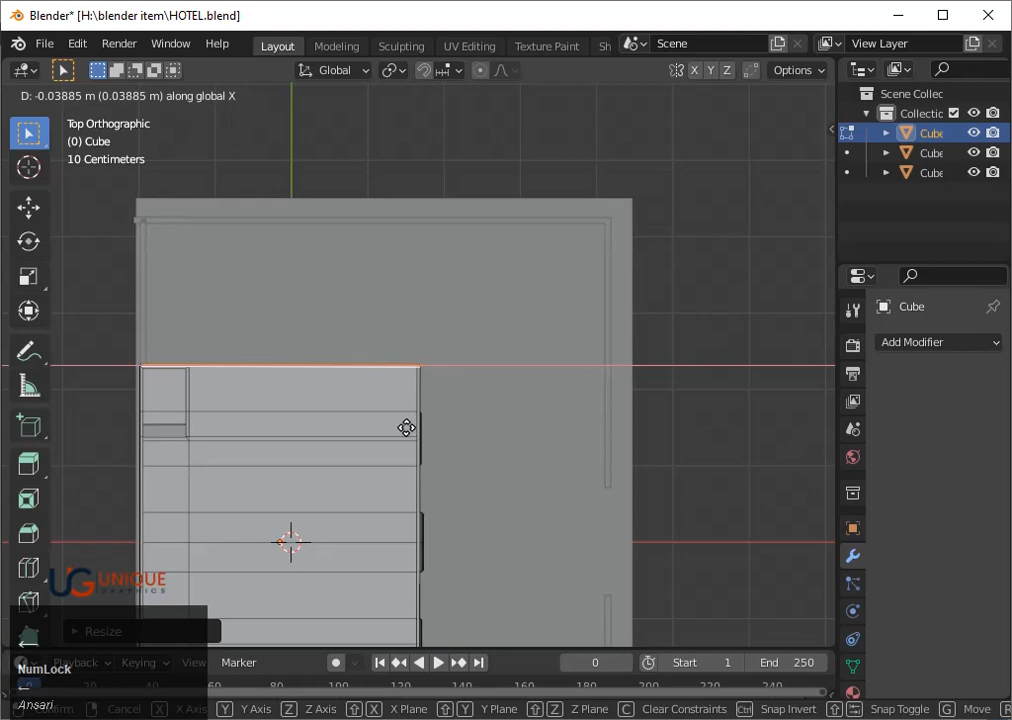 Blender* [H:\blender item\HOTEL.blend]
File Edit Render Window Help
Layout Modeling Sculpting UV Editing Texture Paint Sh
Scene View Layer
Global X Y Z Options
D: -0.03885 m (0.03885 m) along global X
Top Orthographic
(0) Cube
10 Centimeters
Scene Collec
Collectic
Cube
Cube
Cube
Cube
Add Modifier
UG UNIQUE
GRAPHICS
Resize
Playback Keying View Marker 0 Start 1 End 250
NumLock
20 40 60 80 100 120 140 160 180 200 220 240
Ansari
Confirm Cancel X X Axis Y Y Axis Z Z Axis X X Plane Y Y Plane Z Z Plane C Clear Constraints Ctrl Snap Invert Snap Toggle G Move R